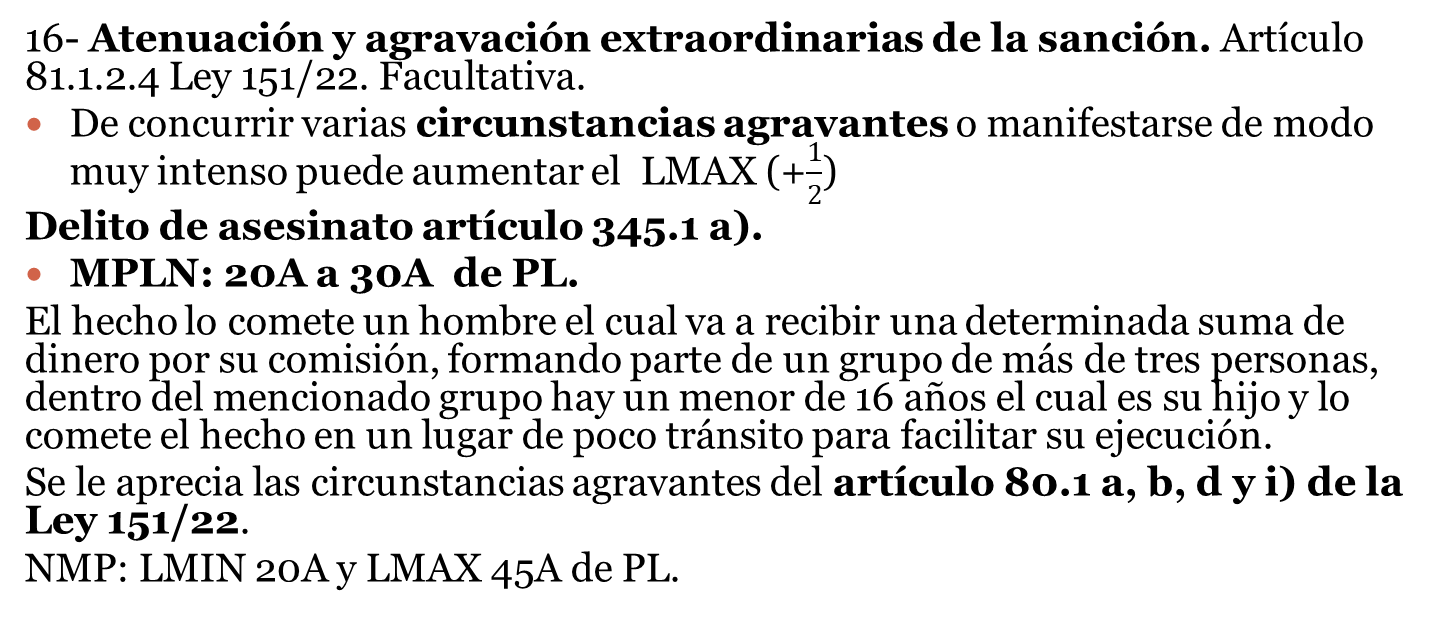 16- Atenuación y agravación extraordinarias de la sanción. Artículo
81.1.2.4 Ley 151/22. Facultativa.
• De concurrir varias circunstancias agravantes o manifestarse de modo
muy intenso puede aumentar el LMAX (+1/2)
Delito de asesinato artículo 345.1 a).
• MPLN: 20A a 30A de PL.
El hecho lo comete un hombre el cual va a recibir una determinada suma de
dinero por su comisión, formando parte de un grupo de más de tres personas,
dentro del mencionado grupo hay un menor de 16 años el cual es su hijo y lo
comete el hecho en un lugar de poco tránsito para facilitar su ejecución.
Se le aprecia las circunstancias agravantes del artículo 80.1 a, b, d y i) de la
Ley 151/22.
NMP: LMIN 20A y LMAX 45A de PL.